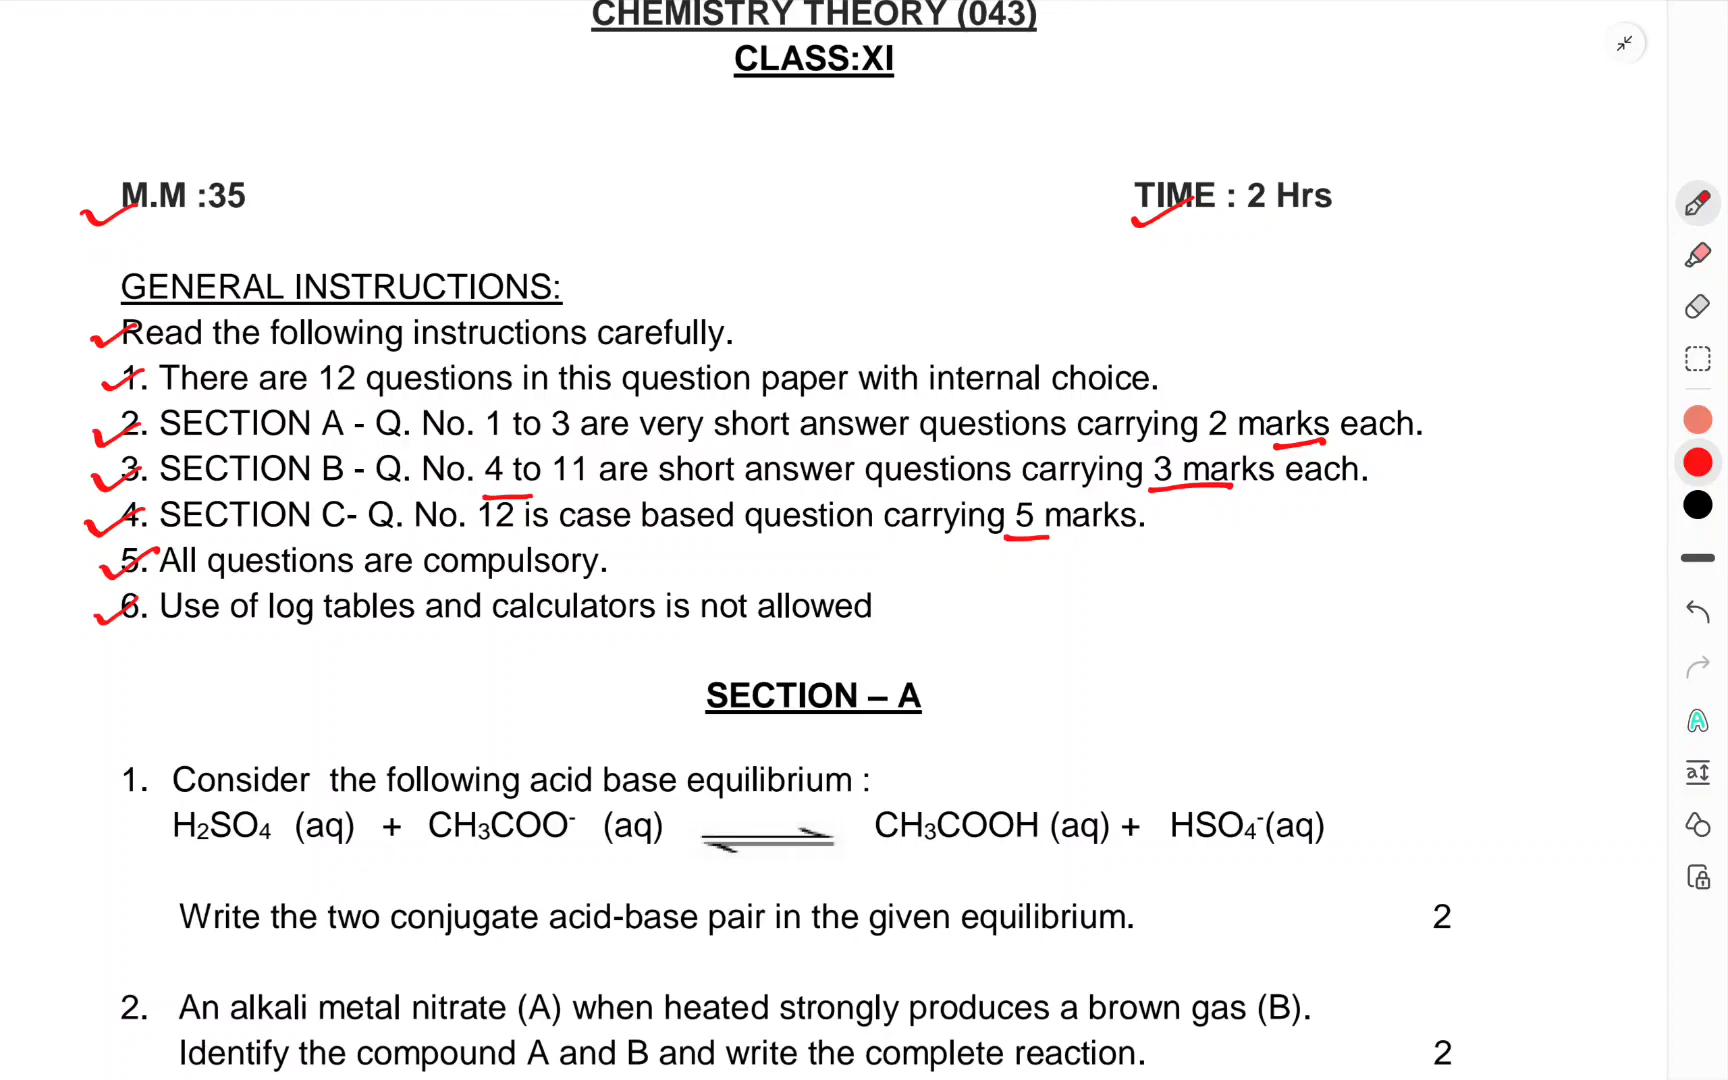 CHEMISTRY THEORY (043)
CLASS:XI
M.M :35 TIME : 2 Hrs
GENERAL INSTRUCTIONS:
Read the following instructions carefully.
1. There are 12 questions in this question paper with internal choice.
2. SECTION A - Q. No. 1 to 3 are very short answer questions carrying 2 marks each.
3. SECTION B - Q. No. 4 to 11 are short answer questions carrying 3 marks each.
4. SECTION C- Q. No. 12 is case based question carrying 5 marks.
5. All questions are compulsory.
6. Use of log tables and calculators is not allowed
SECTION – A
1. Consider the following acid base equilibrium :
H₂SO₄ (aq) + CH₃COO⁻ (aq) ⇌ CH₃COOH (aq) + HSO₄⁻(aq)
Write the two conjugate acid-base pair in the given equilibrium. 2
2. An alkali metal nitrate (A) when heated strongly produces a brown gas (B).
Identify the compound A and B and write the complete reaction. 2